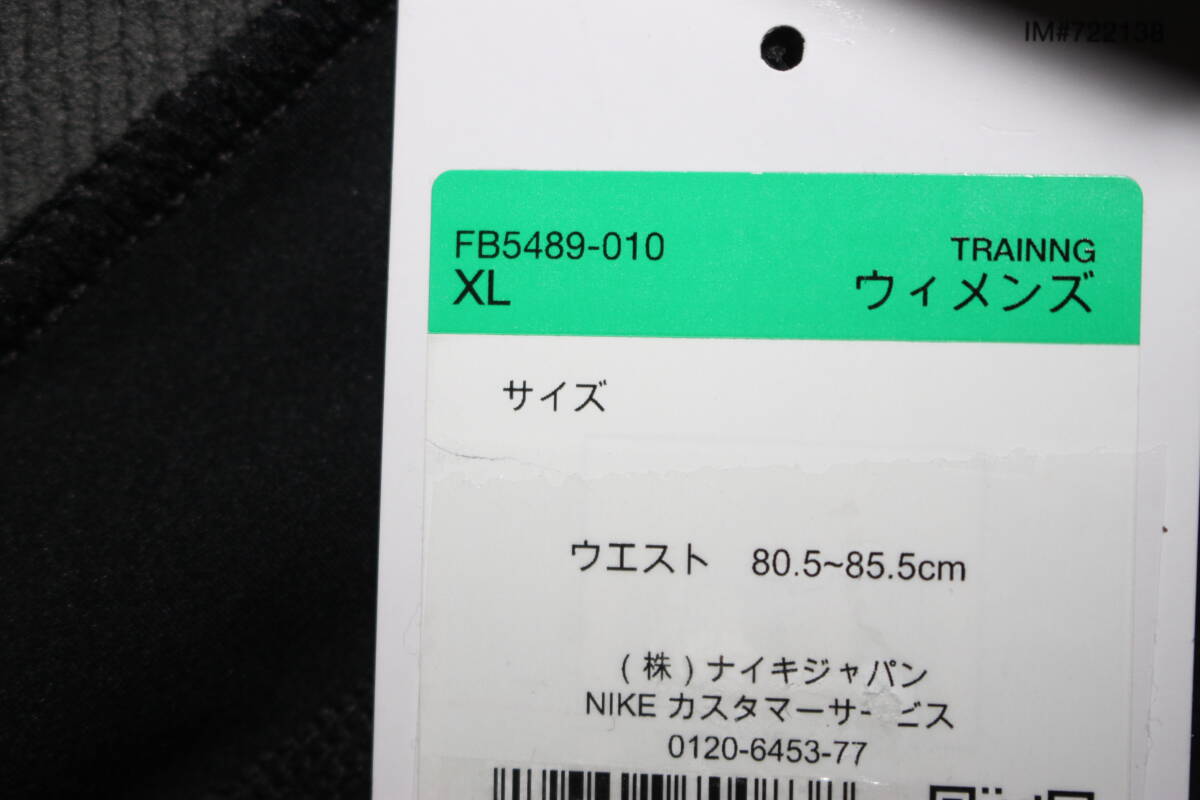 IM#722138
FB5489-010
TRAINNG
XL
ウィメンズ
サイズ
ウエスト 80.5~85.5cm
(株)ナイキジャパン
NIKE カスタマーサービス
0120-6453-77